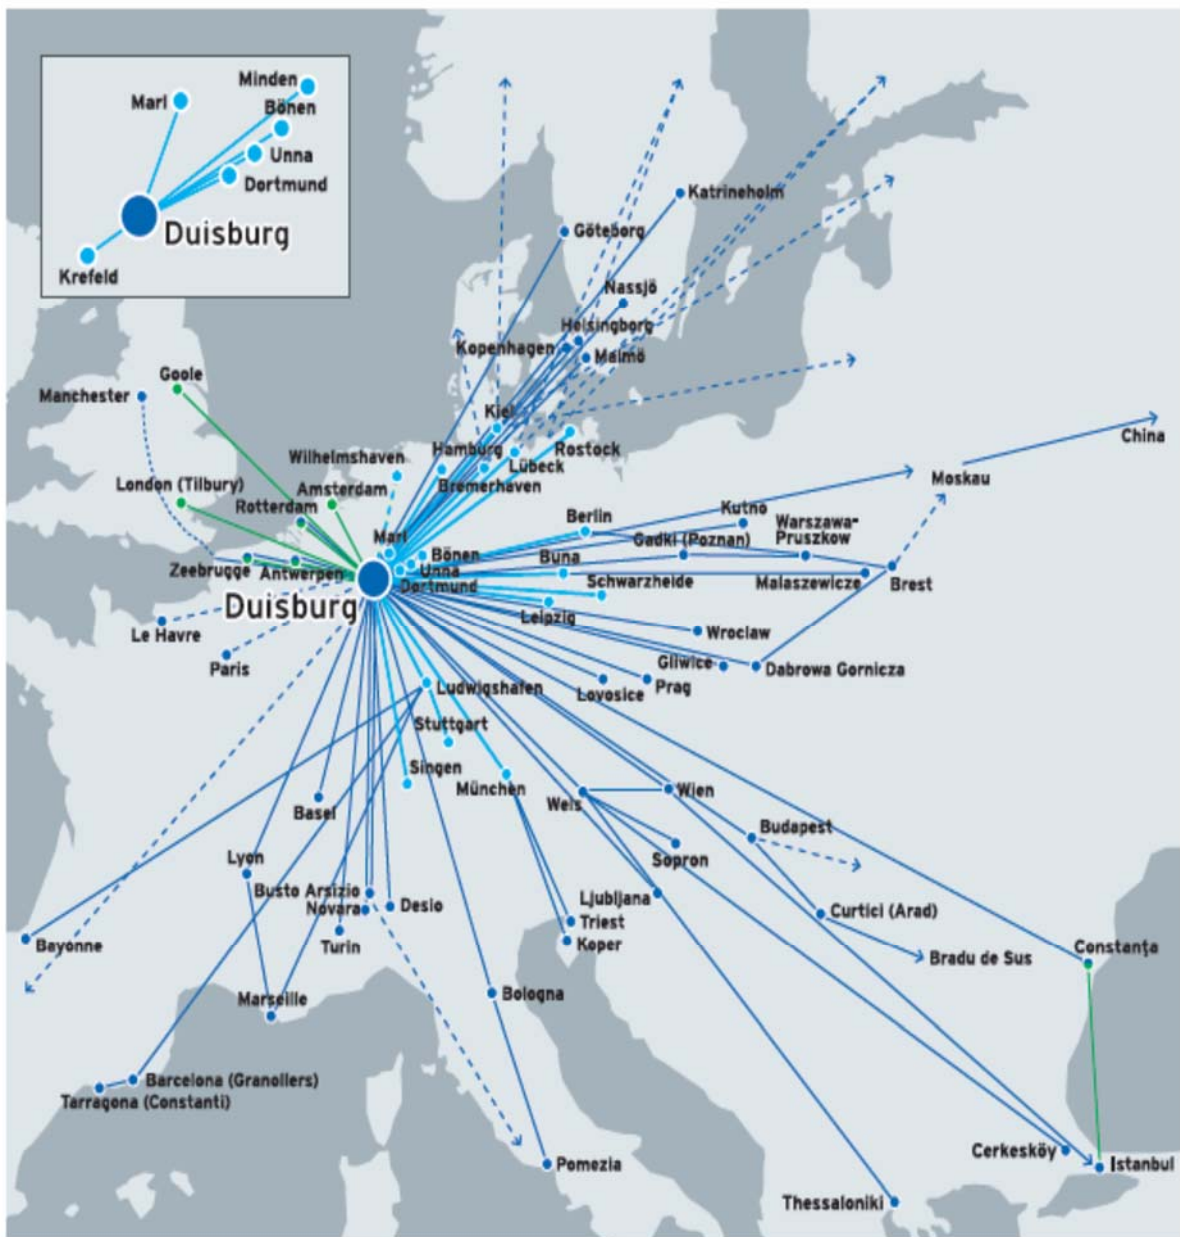 Minden
Marl
Bönen
Unna
Dortmund
Duisburg
Krefeld
Katrineholm
Göteborg
Nassjö
Helsingborg
Kopenhagen
Malmö
Goole
Manchester
Kiel
China
Hamburg
Rostock
Wilhelmshaven
Lübeck
Moskau
London (Tilbury)
Amsterdam
Bremerhaven
Rotterdam
Berlin
Kutno
Warszawa-
Pruszkow
Marl
Gadki (Poznan)
Bönen
Buna
Zeebrugge
Antwerpen
Unna
Dortmund
Schwarzheide
Malaszewicze
Brest
Duisburg
Leipzig
Le Havre
Wroclaw
Paris
Gliwice
Dabrowa Gornicza
Ludwigshafen
Lovosice
Prag
Stuttgart
Singen
München
Wels
Wien
Basel
Budapest
Lyon
Sopron
Busto Arsizio
Novara
Desio
Ljubljana
Triest
Koper
Curtici (Arad)
Bayonne
Turin
Bradu de Sus
Constanţa
Marseille
Bologna
Barcelona (Granollers)
Tarragona (Constanti)
Cerkesköy
Istanbul
Pomezia
Thessaloniki